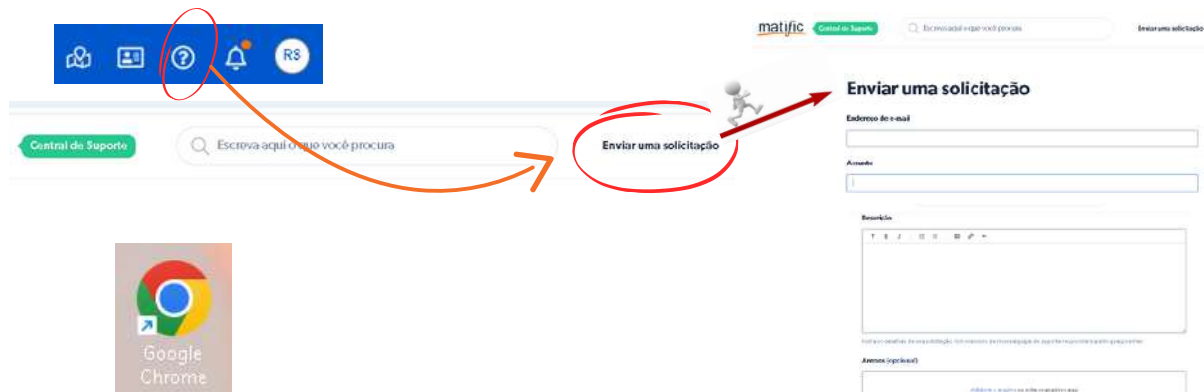 RS
Central de Suporte
Escreva aqui o que você procura
Enviar uma solicitação
Google
Chrome
matific
Central de Suporte
Escreva aqui o que você procura
Enviar uma solicitação
Enviar uma solicitação
Endereço de e-mail
Assunto
Descrição
Anexos (opcional)